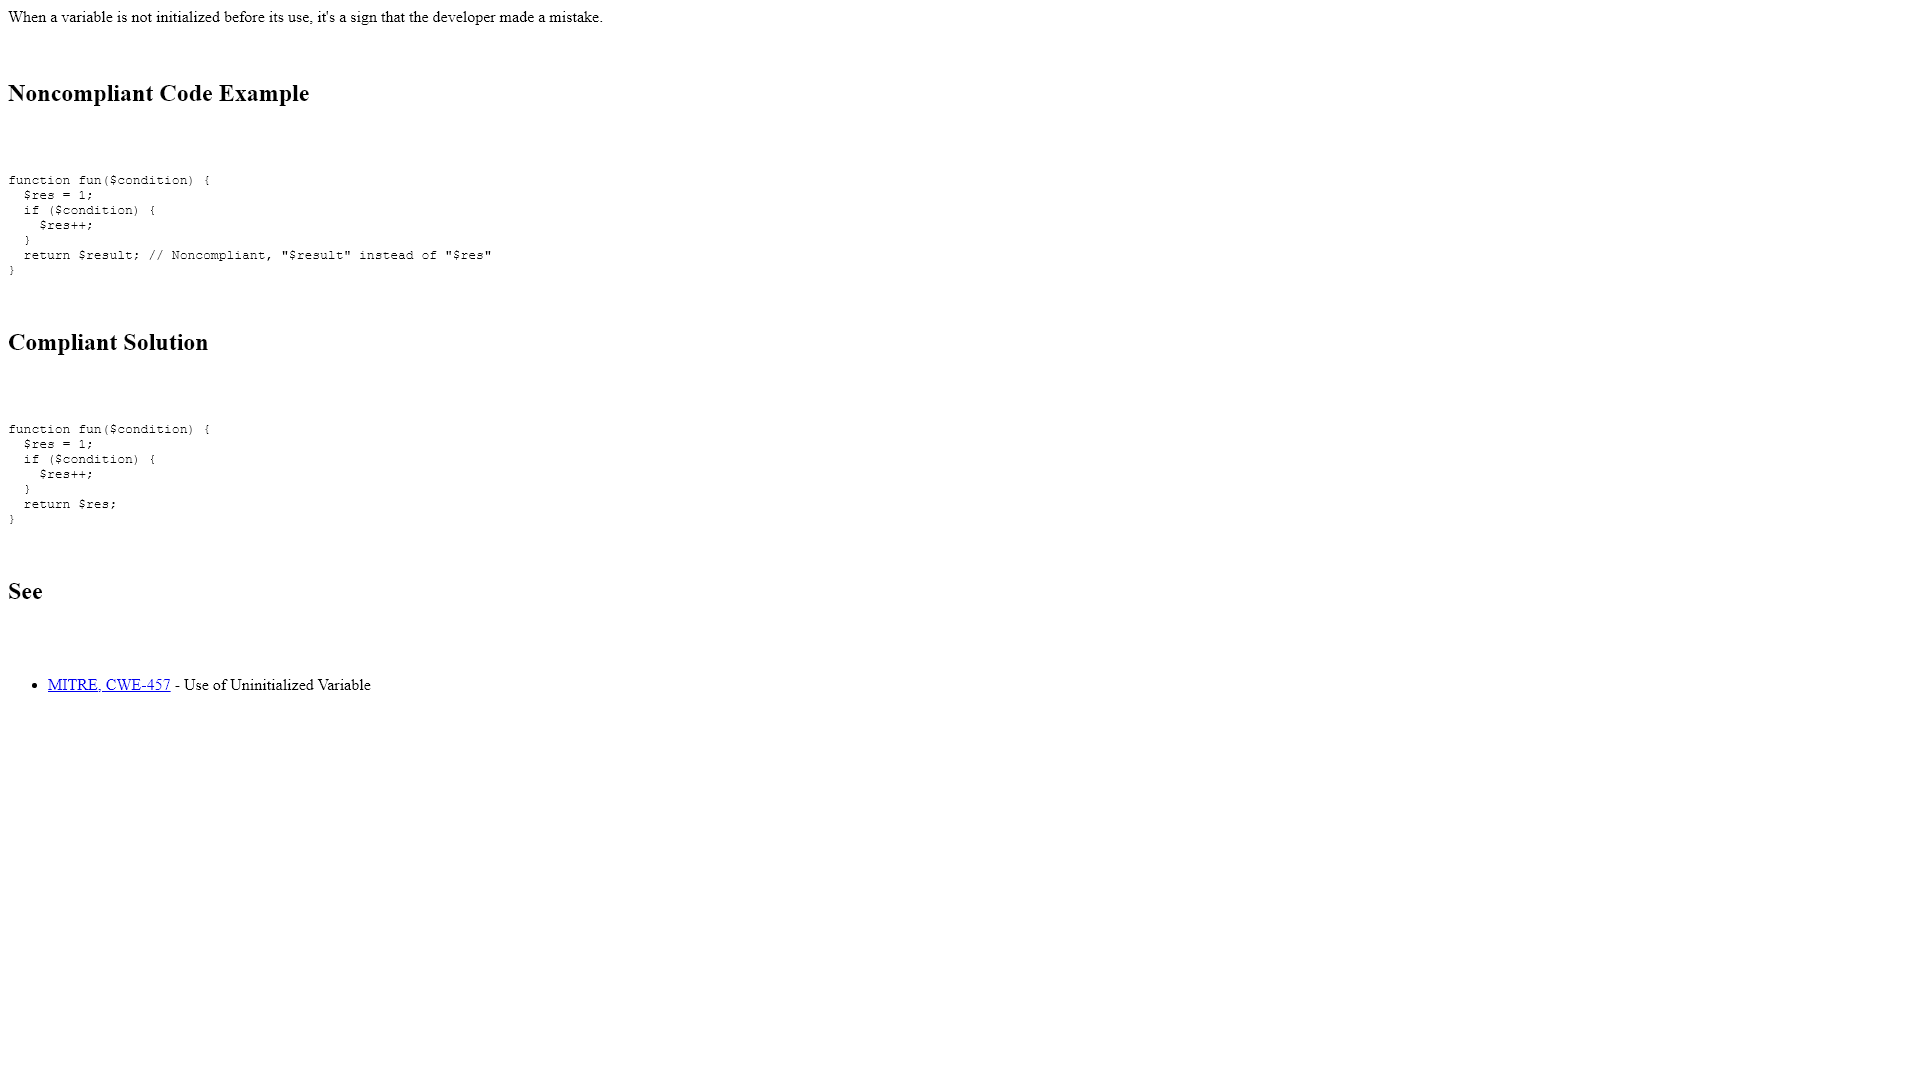 When a variable is not initialized before its use, it's a sign that the developer made a mistake.
Noncompliant Code Example
function fun($condition) {
  $res = 1;
  if ($condition) {
    $res++;
  }
  return $result; // Noncompliant, "$result" instead of "$res"
}
Compliant Solution
function fun($condition) {
  $res = 1;
  if ($condition) {
    $res++;
  }
  return $res;
}
See
• MITRE, CWE-457 - Use of Uninitialized Variable